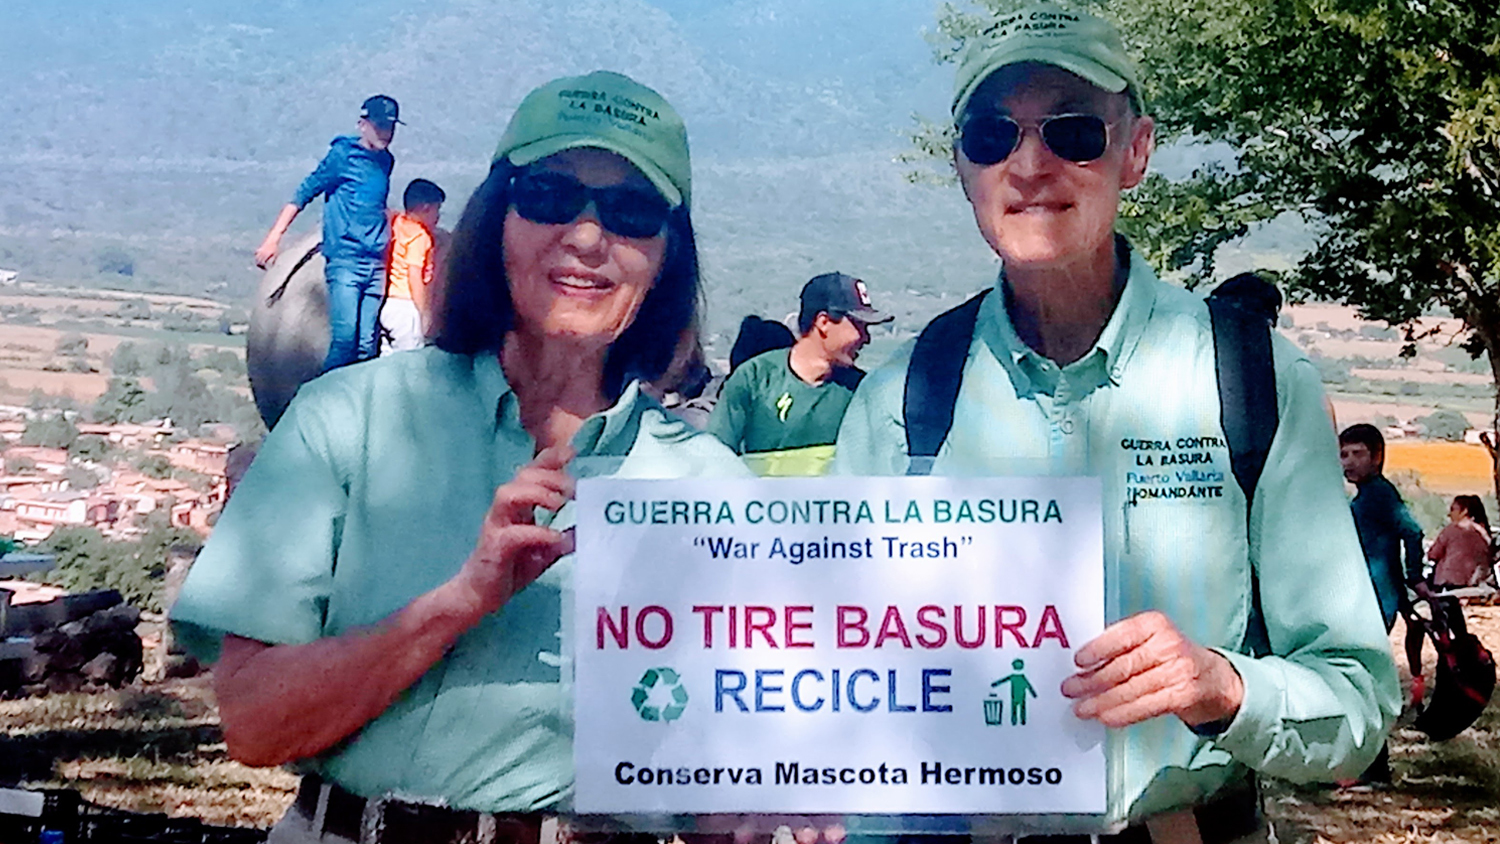 GUERRA CONTRA
LA BASURA
Puerto Vallarta
GUERRA CONTRA
LA BASURA
GUERRA CONTRA
LA BASURA
Puerto Vallarta
COMANDANTE
GUERRA CONTRA LA BASURA
“War Against Trash”
NO TIRE BASURA
RECICLE
Conserva Mascota Hermoso